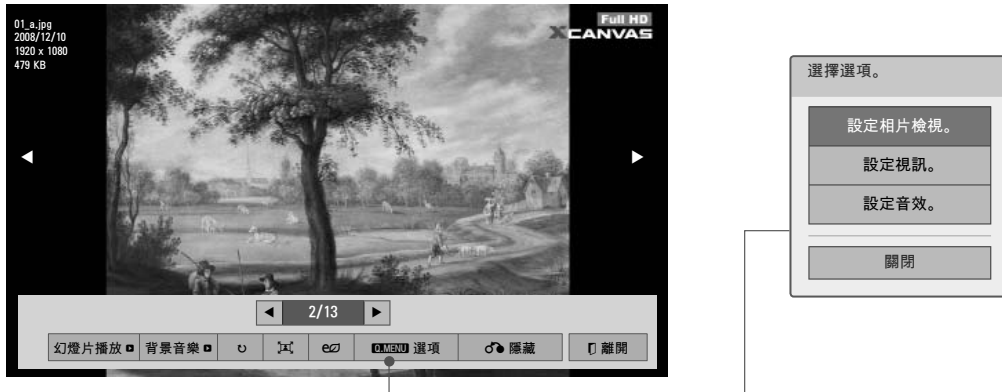 01_a.jpg
2008/12/10
1920 x 1080
479 KB
Full HD
XCANVAS
2/13
幻燈片播放 背景音樂 Q.MENU 選項 隱藏 離開
選擇選項。
設定相片檢視。
設定視訊。
設定音效。
關閉